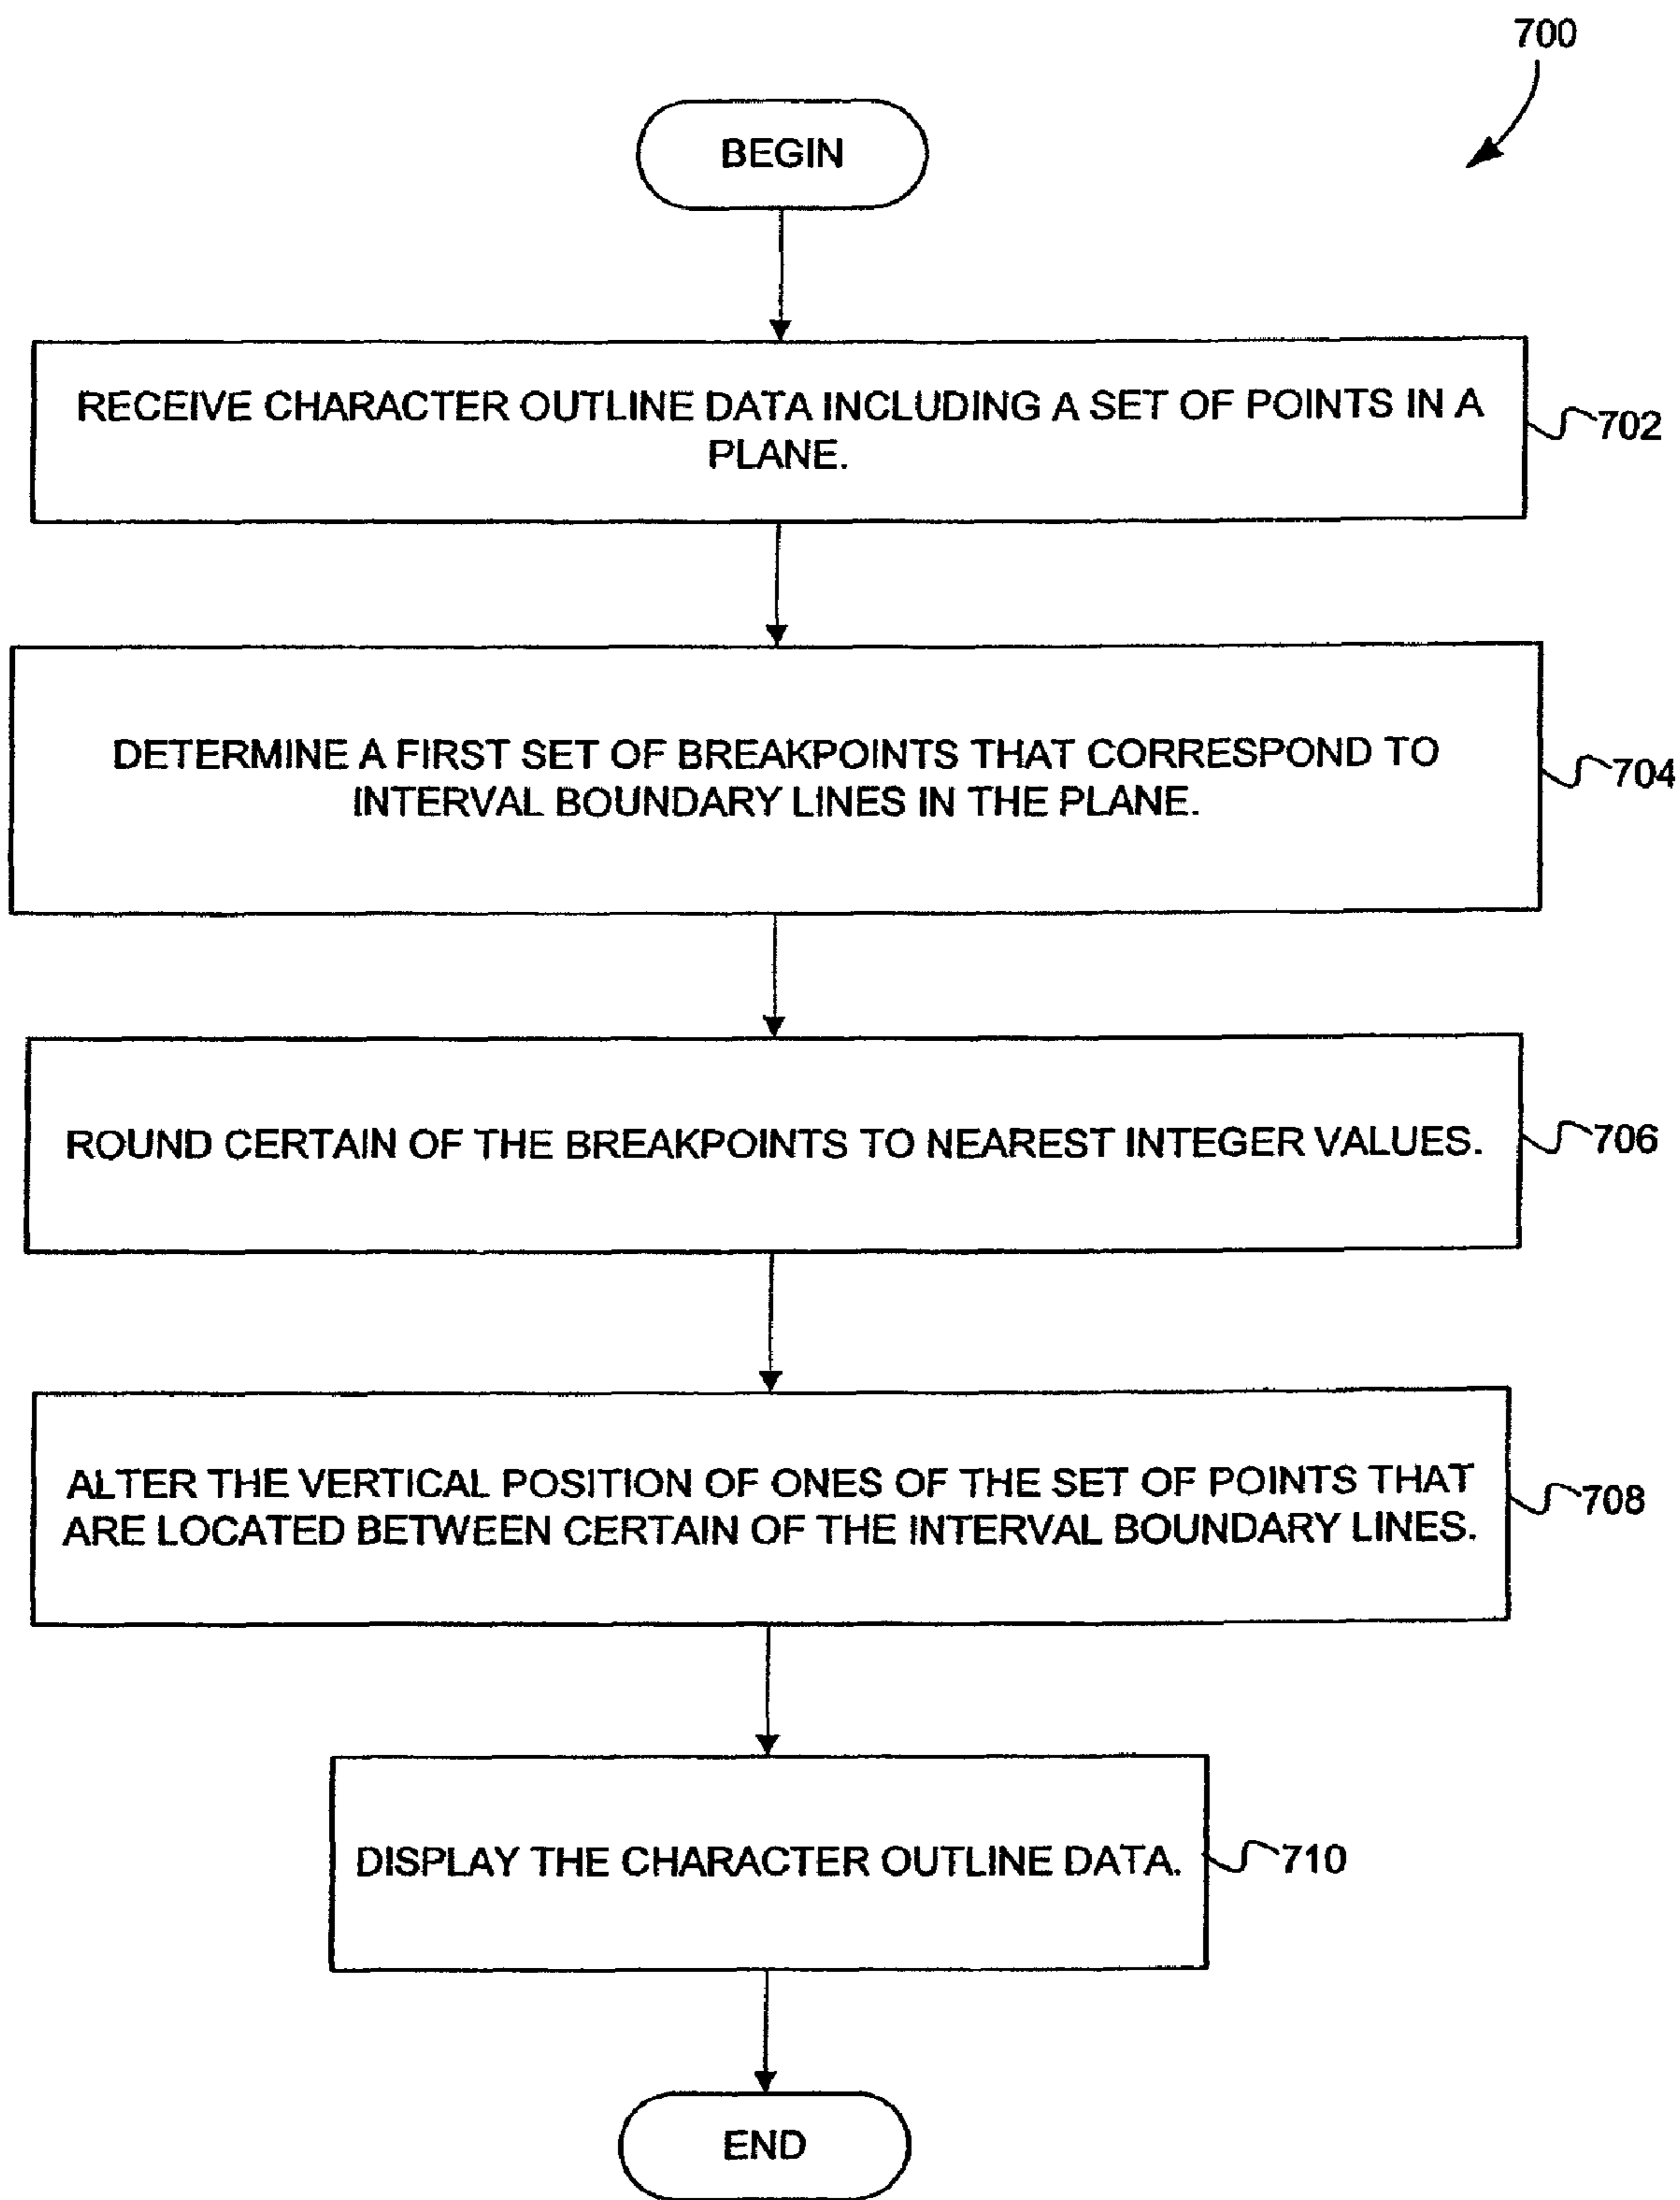 700
BEGIN
RECEIVE CHARACTER OUTLINE DATA INCLUDING A SET OF POINTS IN A
PLANE.
702
DETERMINE A FIRST SET OF BREAKPOINTS THAT CORRESPOND TO
INTERVAL BOUNDARY LINES IN THE PLANE.
704
ROUND CERTAIN OF THE BREAKPOINTS TO NEAREST INTEGER VALUES.
706
ALTER THE VERTICAL POSITION OF ONES OF THE SET OF POINTS THAT
ARE LOCATED BETWEEN CERTAIN OF THE INTERVAL BOUNDARY LINES.
708
DISPLAY THE CHARACTER OUTLINE DATA.
710
END